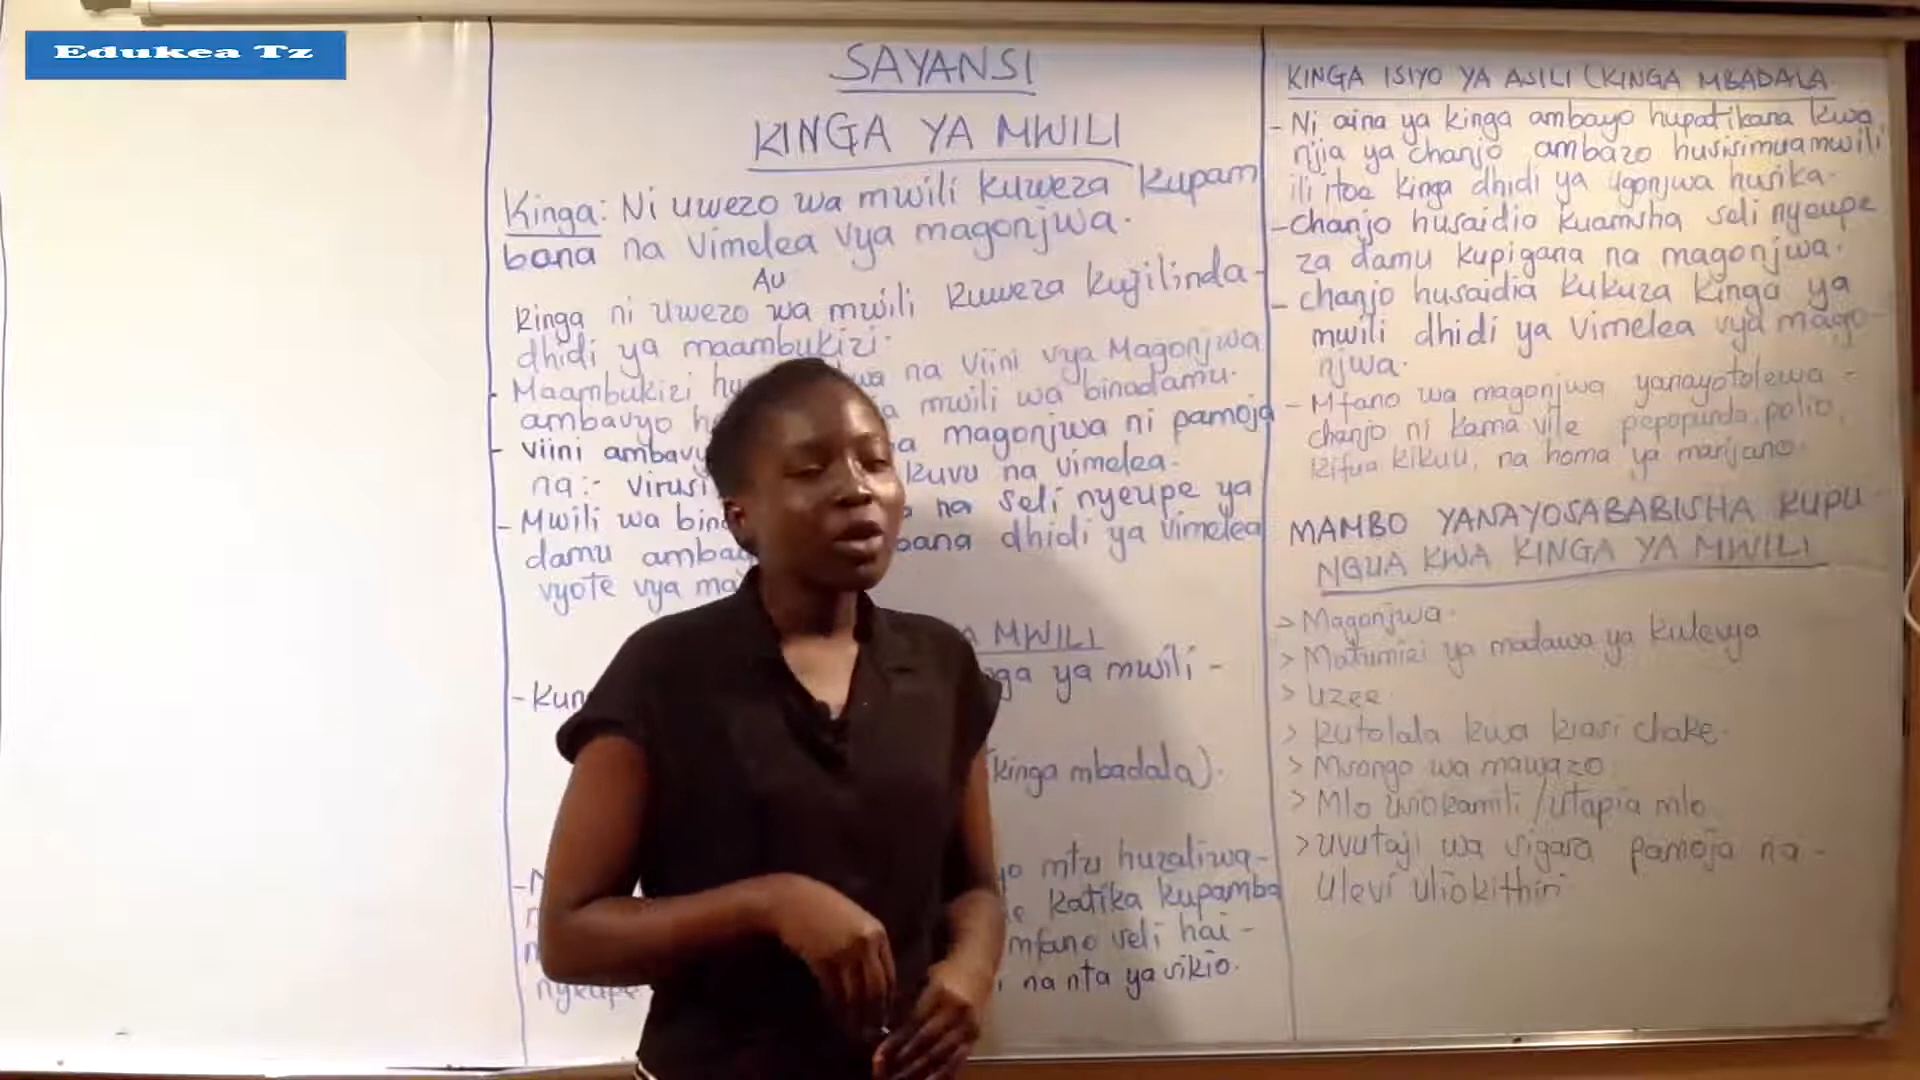 Edukea Tz
SAYANSI
KINGA YA MWILI
Kinga: Ni uwezo wa mwili kuweza kupam
bana na vimelea vya magonjwa.
Au
kinga ni uwezo wa mwili kuweza kujilinda-
dhidi ya maambukizi.
- Maambukizi na viini vya Magonjwa
ambavyo mwili wa binadamu.
- viini magonjwa ni pamoja
na:- virusi kuvu na vimelea.
- Mwili wa na seli nyeupe ya
damu dhidi ya vimelea
vyote vya
MWILI
ya mwili -
(kinga mbadala).
mtu huzaliwa-
katika kupamba
mfano seli hai-
nyeupe na nta ya sikio.
KINGA ISIYO YA ASILI (KINGA MBADALA
- Ni aina ya kinga ambayo hupatikana kwa
njia ya chanjo ambazo husisimua mwili
ili itoe kinga dhidi ya ugonjwa husika.
- chanjo husaidia kuamsha seli nyeupe
za damu kupigana na magonjwa.
- chanjo husaidia kukuza kinga ya
mwili dhidi ya vimelea vya mago-
njwa.
- Mfano wa magonjwa yanayotolewa -
chanjo ni kama vile pepopunda, polio,
kifua kikuu, na homa ya manjano.
MAMBO YANAYOSABABISHA KUPU-
NGUA KWA KINGA YA MWILI
> Magonjwa.
> Matumizi ya madawa ya kulevya
> Uzee.
> Kutolala kwa kiasi chake.
> Msongo wa mawazo
> Mlo usiokamili / utapia mlo
> Uvutaji wa sigara pamoja na -
ulevi uliokithiri